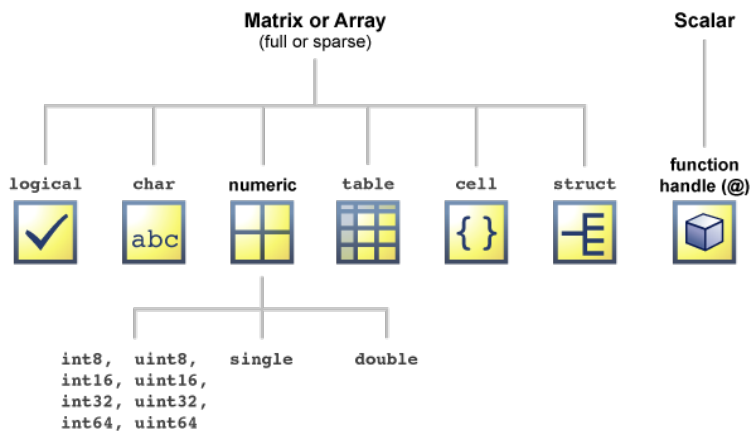 Matrix or Array
(full or sparse)
Scalar
logical
char
numeric
table
cell
struct
function
handle (@)
abc
{ }
int8, uint8,
int16, uint16,
int32, uint32,
int64, uint64
single
double